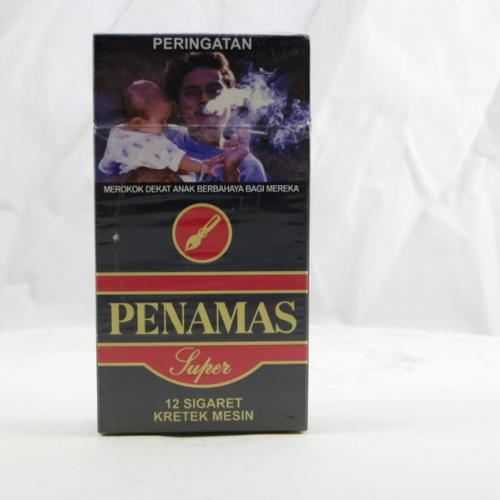 PERINGATAN
MEROKOK DEKAT ANAK BERBAHAYA BAGI MEREKA
PENAMAS
Super
12 SIGARET
KRETEK MESIN